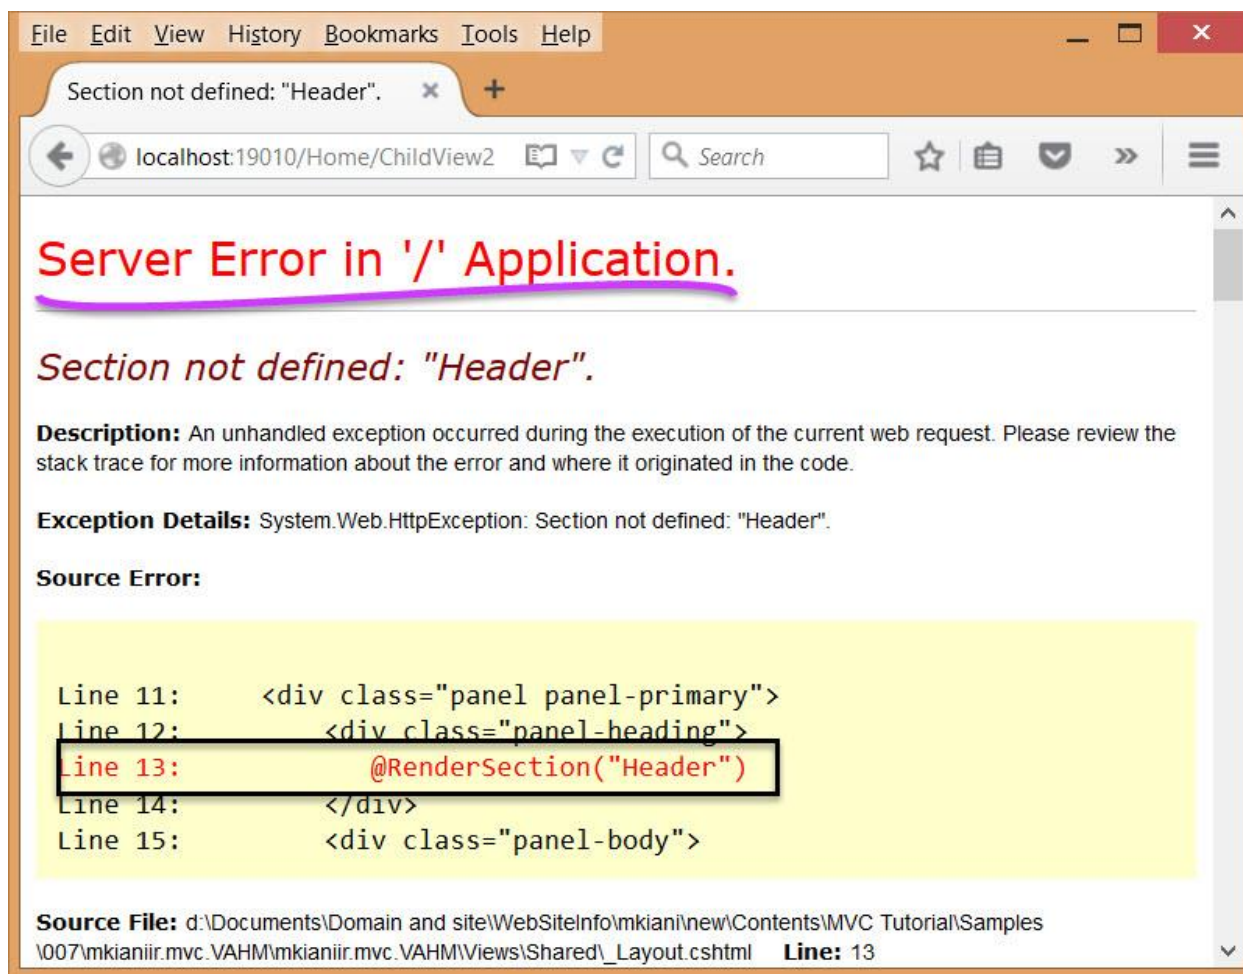 File Edit View History Bookmarks Tools Help
Section not defined: "Header".
localhost:19010/Home/ChildView2 Search
Server Error in '/' Application.
Section not defined: "Header".
Description: An unhandled exception occurred during the execution of the current web request. Please review the
stack trace for more information about the error and where it originated in the code.
Exception Details: System.Web.HttpException: Section not defined: "Header".
Source Error:
Line 11:     <div class="panel panel-primary">
Line 12:         <div class="panel-heading">
Line 13:            @RenderSection("Header")
Line 14:         </div>
Line 15:         <div class="panel-body">
Source File: d:\Documents\Domain and site\WebSiteInfo\mkiani\new\Contents\MVC Tutorial\Samples
\007\mkianiir.mvc.VAHM\mkianiir.mvc.VAHM\Views\Shared\_Layout.cshtml    Line: 13